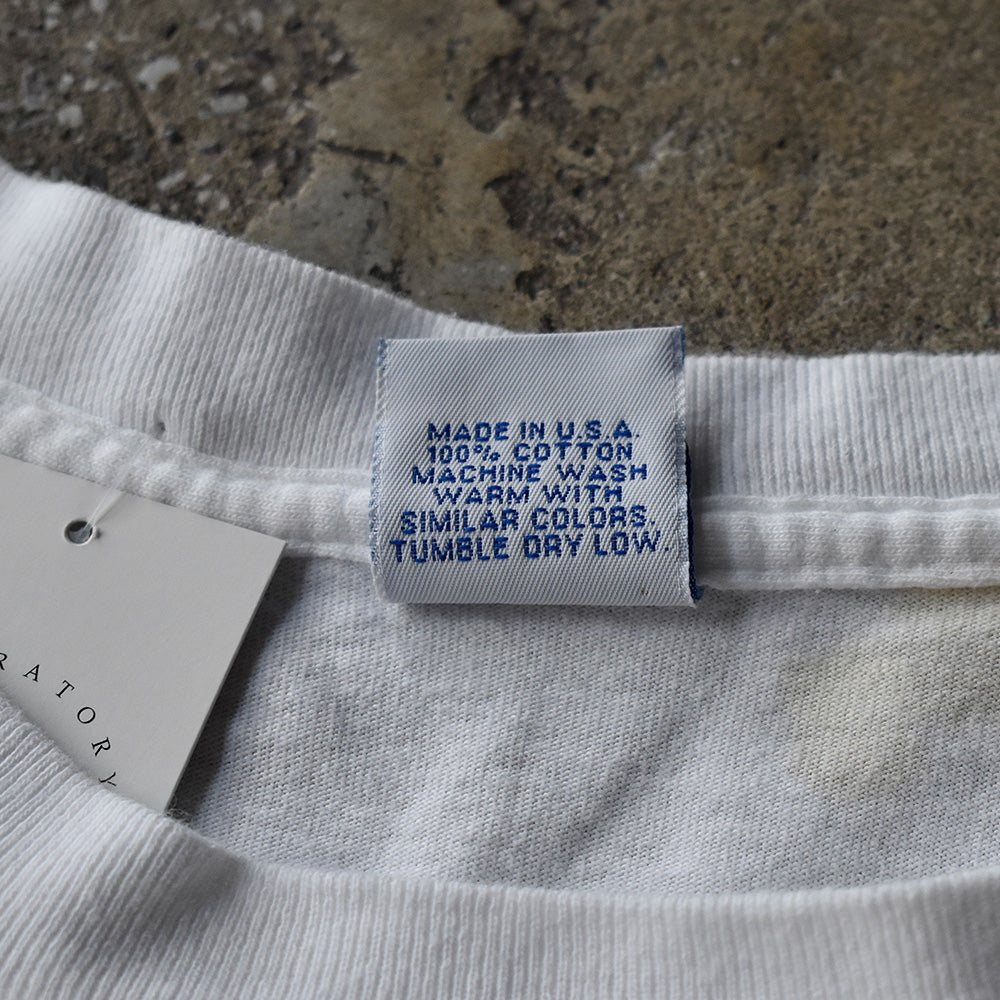 MADE IN U.S.A.
100% COTTON
MACHINE WASH
WARM WITH
SIMILAR COLORS.
TUMBLE DRY LOW.
RATORY